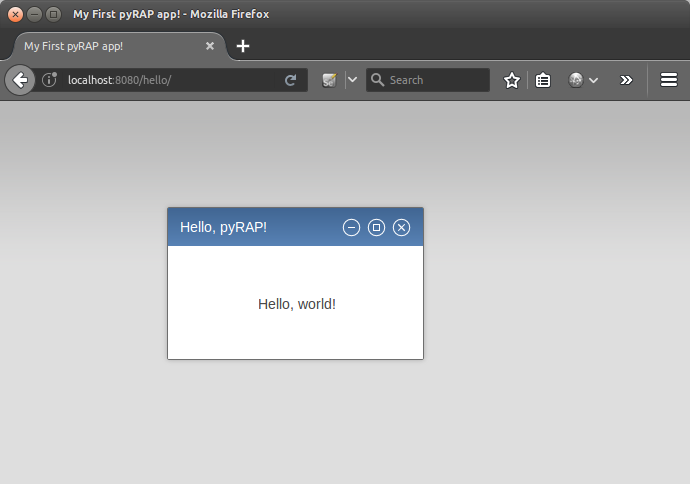 My First pyRAP app! - Mozilla Firefox
My First pyRAP app!
localhost:8080/hello/
Search
Hello, pyRAP!
Hello, world!